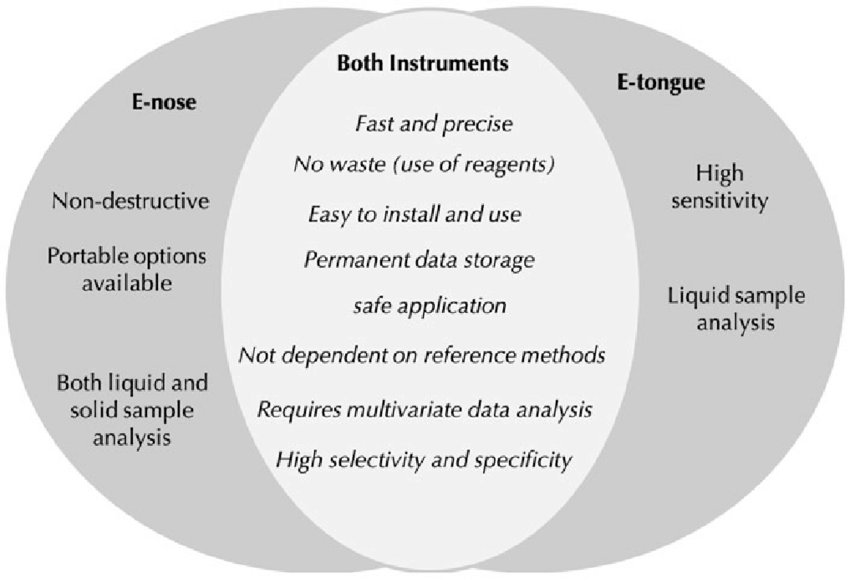 Both Instruments
E-nose
E-tongue
Fast and precise
No waste (use of reagents)
Easy to install and use
Permanent data storage
safe application
Not dependent on reference methods
Requires multivariate data analysis
High selectivity and specificity
Non-destructive
Portable options
available
Both liquid and
solid sample
analysis
High
sensitivity
Liquid sample
analysis